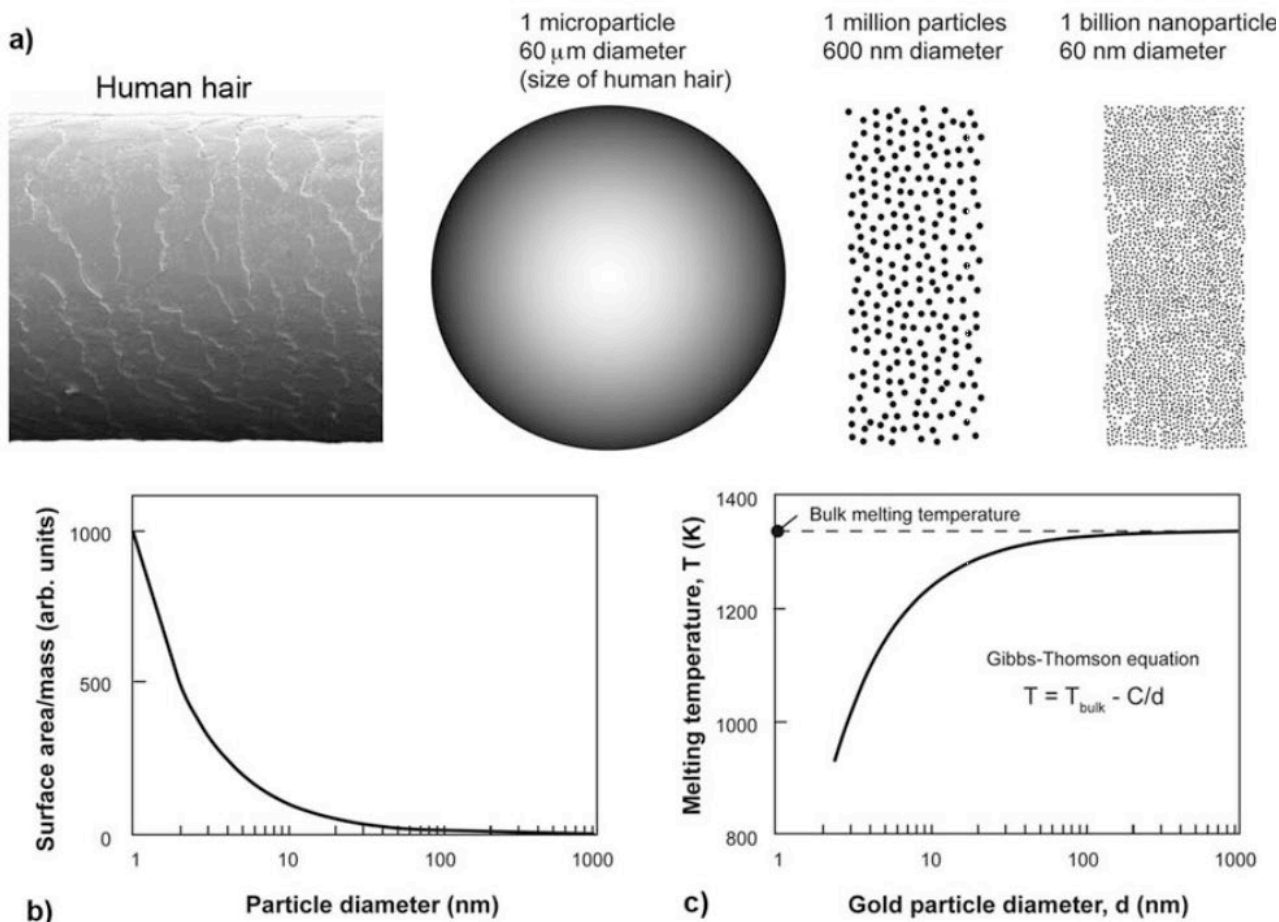 a)
Human hair
1 microparticle
60 μm diameter
(size of human hair)
1 million particles
600 nm diameter
1 billion nanoparticle
60 nm diameter
Surface area/mass (arb. units)
1000
500
0
1
10
100
1000
Particle diameter (nm)
b)
Melting temperature, T (K)
1400
1200
1000
800
Bulk melting temperature
Gibbs-Thomson equation
T = Tbulk - C/d
1
10
100
1000
Gold particle diameter, d (nm)
c)